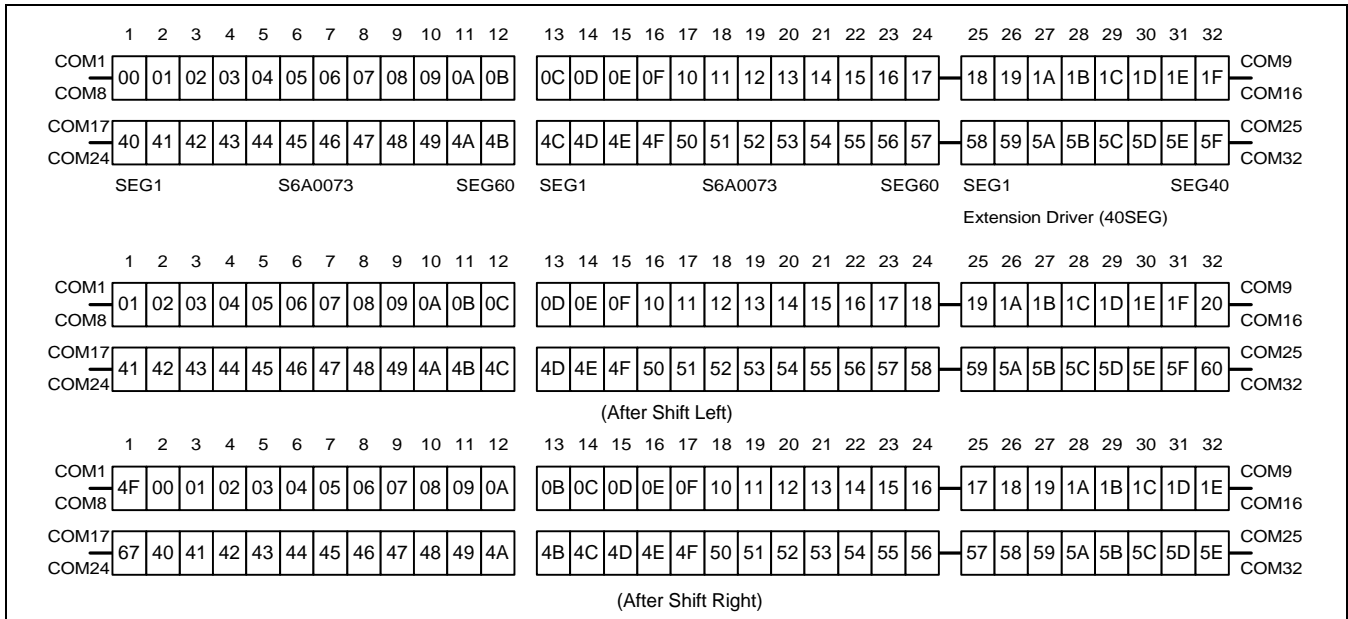 1 2 3 4 5 6 7 8 9 10 11 12 13 14 15 16 17 18 19 20 21 22 23 24 25 26 27 28 29 30 31 32
COM1 COM9
00 01 02 03 04 05 06 07 08 09 0A 0B 0C 0D 0E 0F 10 11 12 13 14 15 16 17 18 19 1A 1B 1C 1D 1E 1F
COM8 COM16
COM17 COM25
40 41 42 43 44 45 46 47 48 49 4A 4B 4C 4D 4E 4F 50 51 52 53 54 55 56 57 58 59 5A 5B 5C 5D 5E 5F
COM24 COM32
SEG1 S6A0073 SEG60 SEG1 S6A0073 SEG60 SEG1 SEG40
Extension Driver (40SEG)
1 2 3 4 5 6 7 8 9 10 11 12 13 14 15 16 17 18 19 20 21 22 23 24 25 26 27 28 29 30 31 32
COM1 COM9
01 02 03 04 05 06 07 08 09 0A 0B 0C 0D 0E 0F 10 11 12 13 14 15 16 17 18 19 1A 1B 1C 1D 1E 1F 20
COM8 COM16
COM17 COM25
41 42 43 44 45 46 47 48 49 4A 4B 4C 4D 4E 4F 50 51 52 53 54 55 56 57 58 59 5A 5B 5C 5D 5E 5F 60
COM24 COM32
(After Shift Left)
1 2 3 4 5 6 7 8 9 10 11 12 13 14 15 16 17 18 19 20 21 22 23 24 25 26 27 28 29 30 31 32
COM1 COM9
4F 00 01 02 03 04 05 06 07 08 09 0A 0B 0C 0D 0E 0F 10 11 12 13 14 15 16 17 18 19 1A 1B 1C 1D 1E
COM8 COM16
COM17 COM25
67 40 41 42 43 44 45 46 47 48 49 4A 4B 4C 4D 4E 4F 50 51 52 53 54 55 56 57 58 59 5A 5B 5C 5D 5E
COM24 COM32
(After Shift Right)